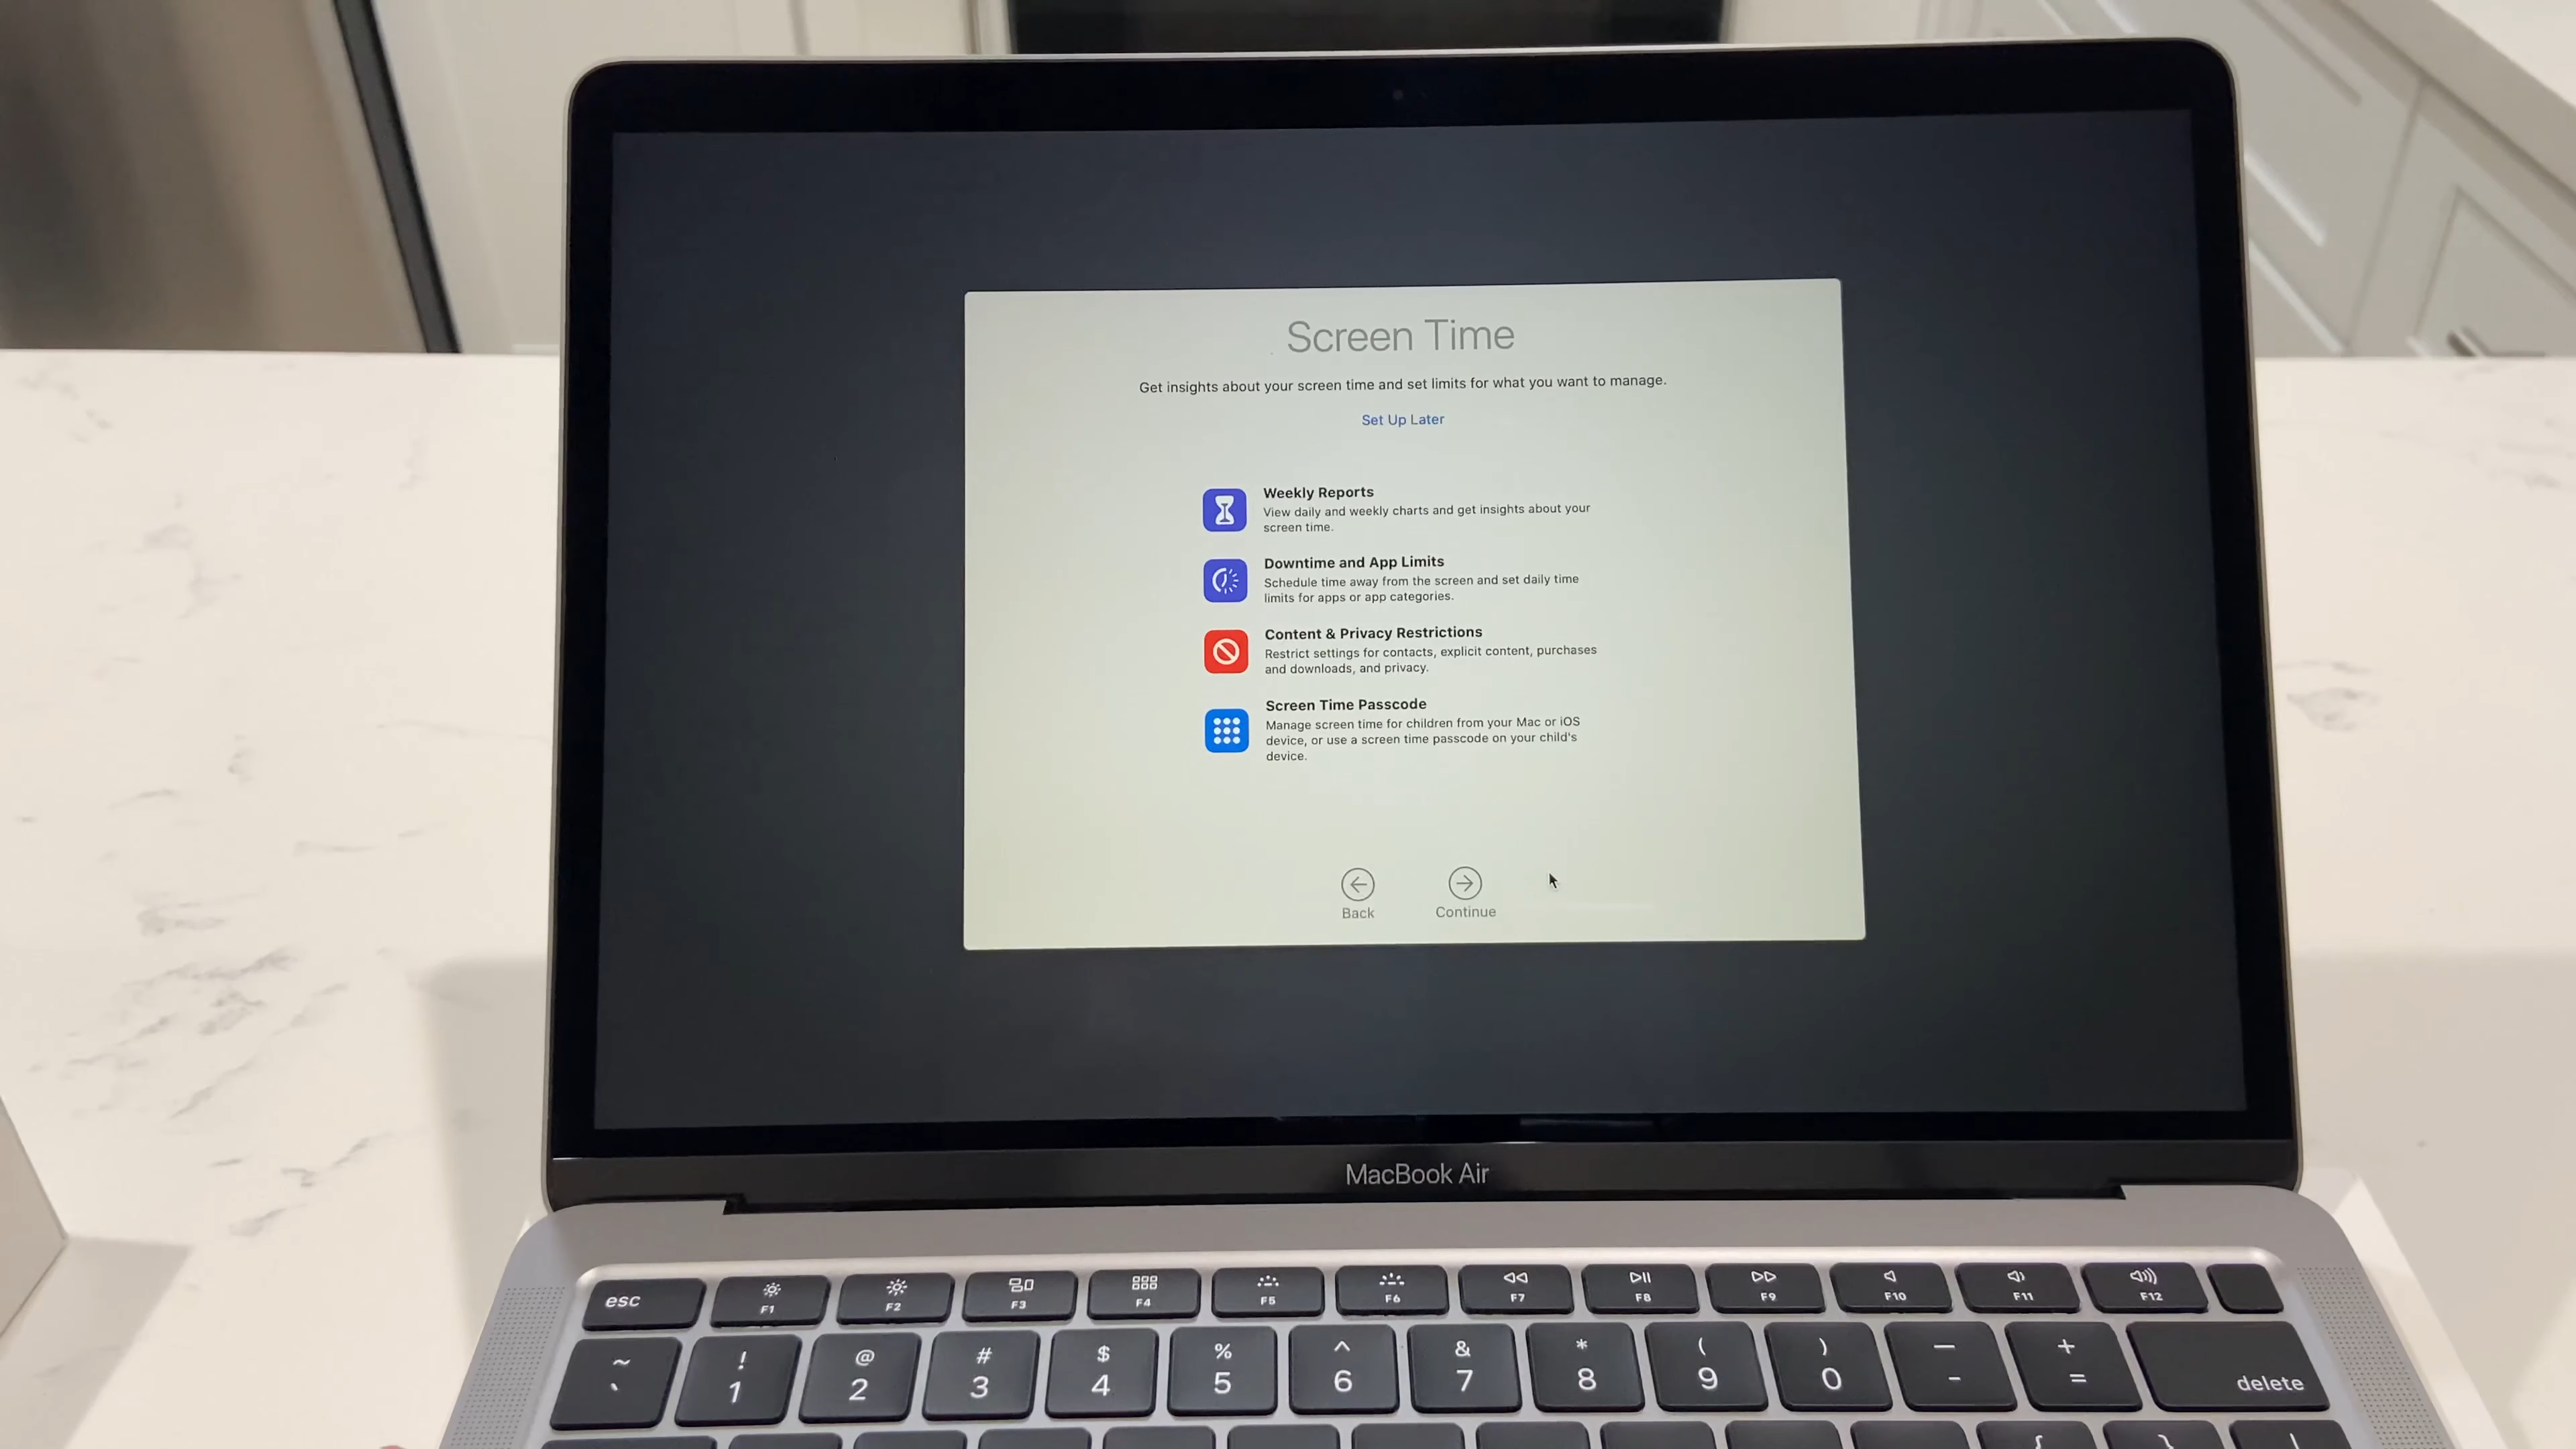 Screen Time
Get insights about your screen time and set limits for what you want to manage.
Set Up Later
Weekly Reports
View daily and weekly charts and get insights about your
screen time.
Downtime and App Limits
Schedule time away from the screen and set daily time
limits for apps or app categories.
Content & Privacy Restrictions
Restrict settings for contacts, explicit content, purchases
and downloads, and privacy.
Screen Time Passcode
Manage screen time for children from your Mac or iOS
device, or use a screen time passcode on your child's
device.
Back Continue
MacBook Air
esc F1 F2 F3 F4 F5 F6 F7 F8 F9 F10 F11 F12
~ ! @ # $ % ^ & * ( ) — +
` 1 2 3 4 5 6 7 8 9 0 - = delete